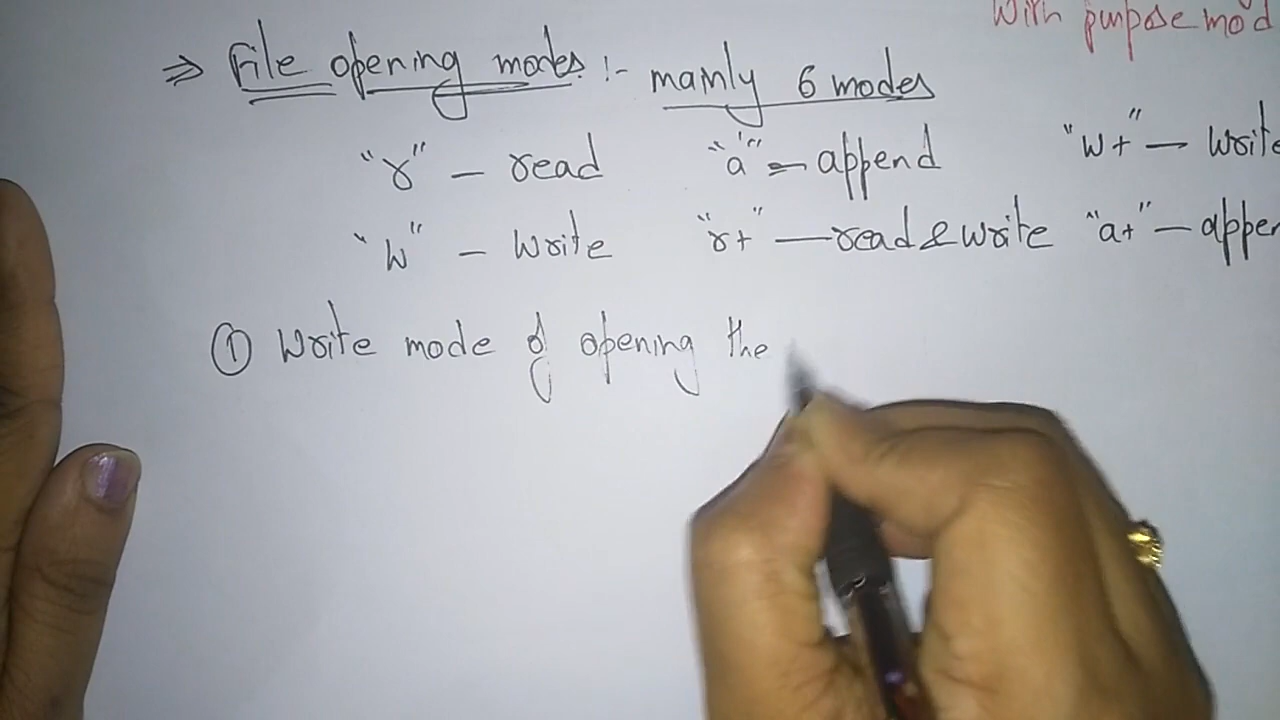 With purpose mod
⇒ File opening modes :- mainly 6 modes
"r" — read "a" — append "w+" — write
"w" — write "r+" — read & write "a+" — appen
① Write mode of opening the